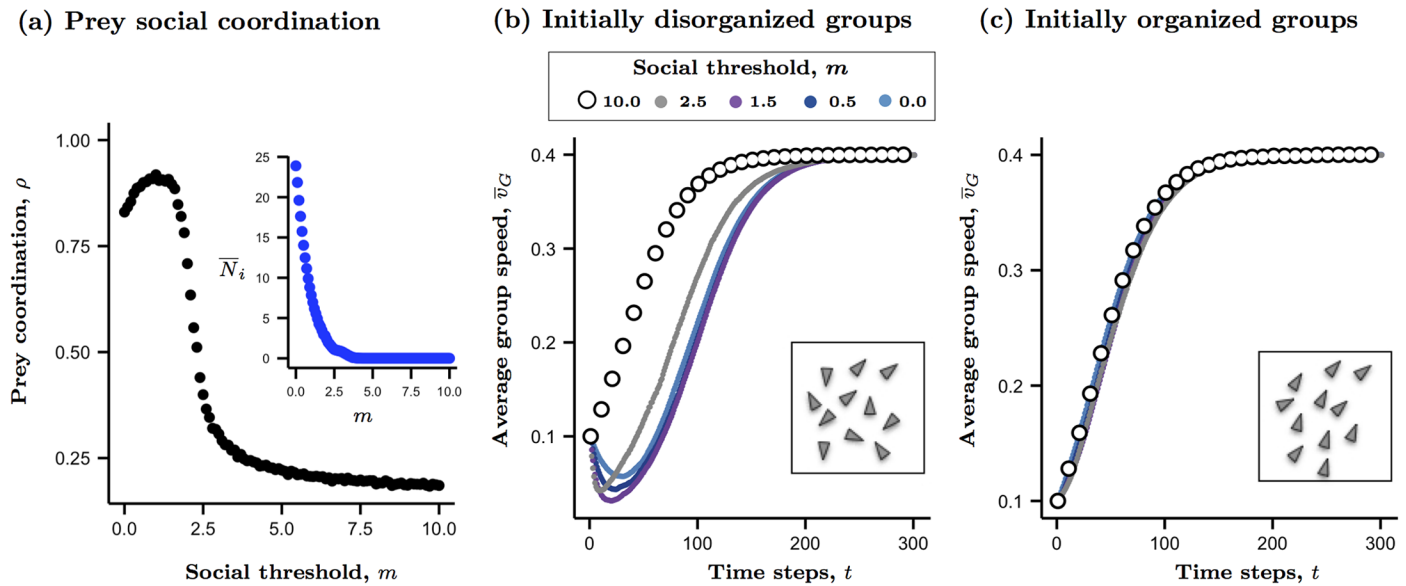 (a) Prey social coordination
(b) Initially disorganized groups
(c) Initially organized groups
Social threshold, m
10.0 2.5 1.5 0.5 0.0
Prey coordination, ρ
1.00
0.75
0.50
0.25
0.0 2.5 5.0 7.5 10.0
Social threshold, m
N̅i
25
20
15
10
5
0
0.0 2.5 5.0 7.5 10.0
m
Average group speed, v̅G
0.4
0.3
0.2
0.1
0 100 200 300
Time steps, t
Average group speed, v̅G
0.4
0.3
0.2
0.1
0 100 200 300
Time steps, t